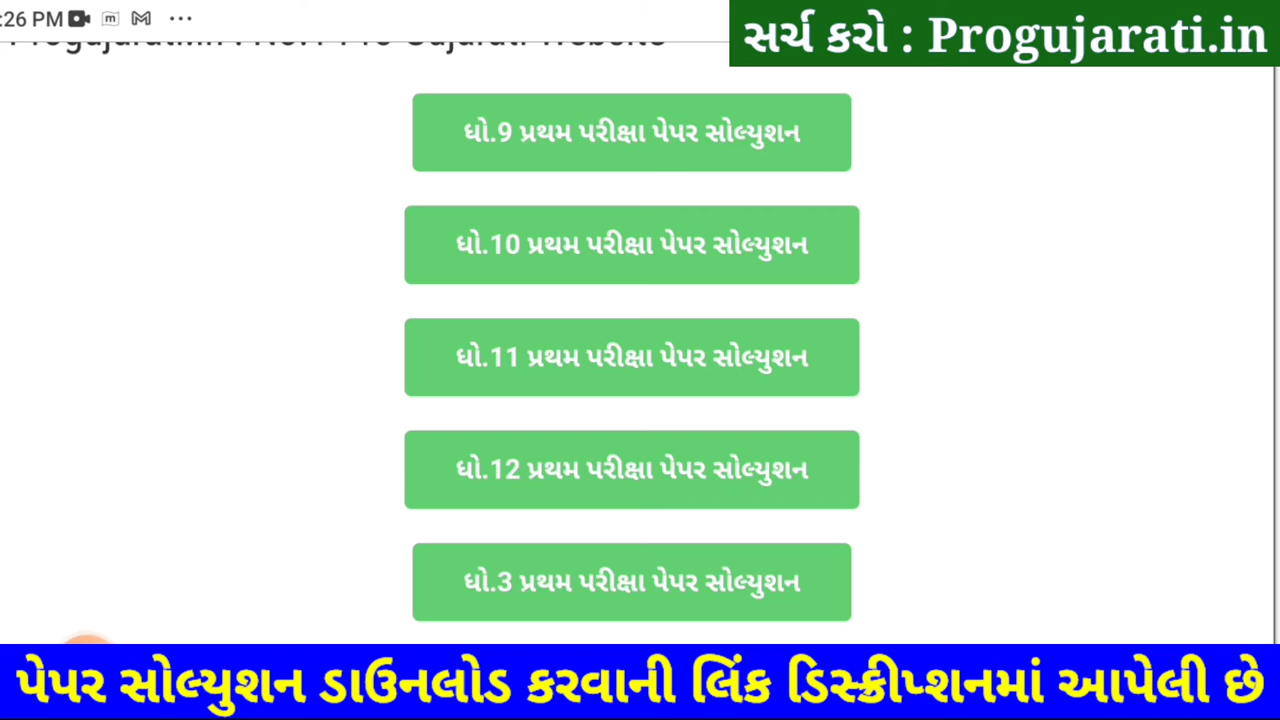 :26 PM
સર્ચ કરો : Progujarati.in
ધો.9 પ્રથમ પરીક્ષા પેપર સોલ્યુશન
ધો.10 પ્રથમ પરીક્ષા પેપર સોલ્યુશન
ધો.11 પ્રથમ પરીક્ષા પેપર સોલ્યુશન
ધો.12 પ્રથમ પરીક્ષા પેપર સોલ્યુશન
ધો.3 પ્રથમ પરીક્ષા પેપર સોલ્યુશન
પેપર સોલ્યુશન ડાઉનલોડ કરવાની લિંક ડિસ્ક્રીપ્શનમાં આપેલી છે